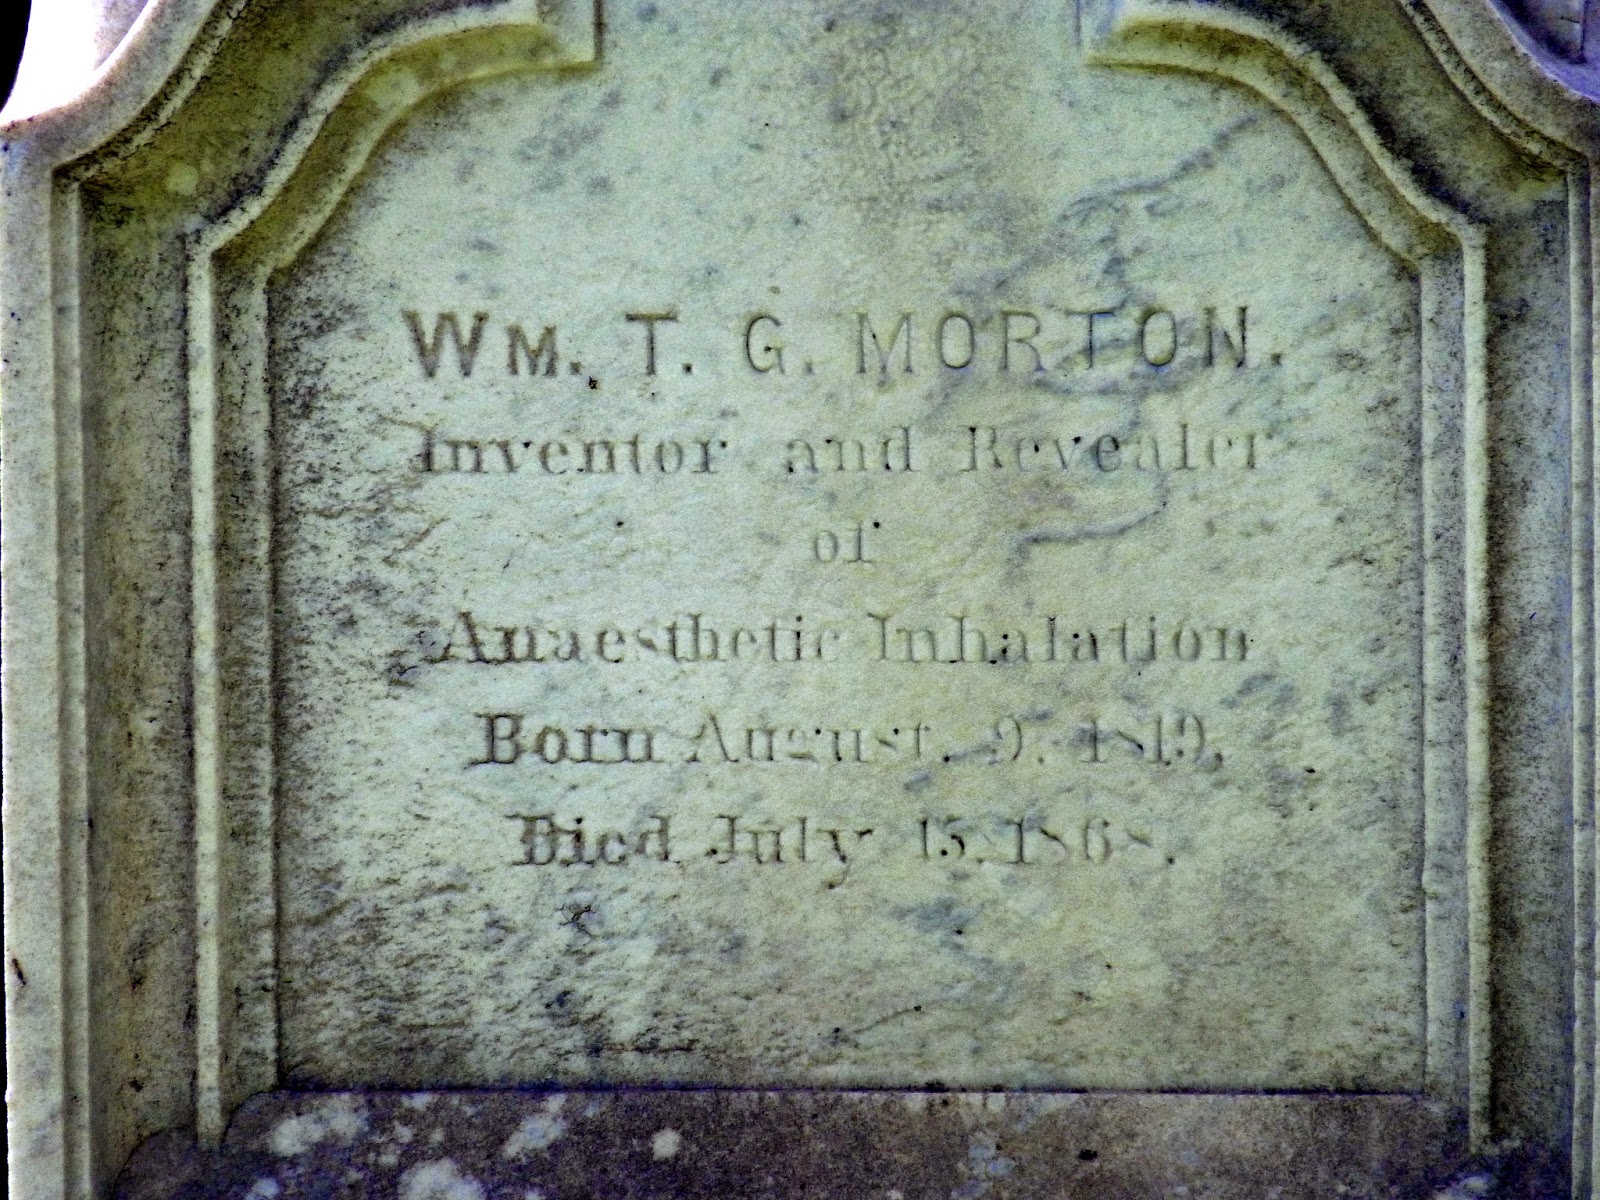 WM. T. G. MORTON.
Inventor and Revealer
of
Anaesthetic Inhalation
Born August. 9. 1819,
Died July 15. 1868.